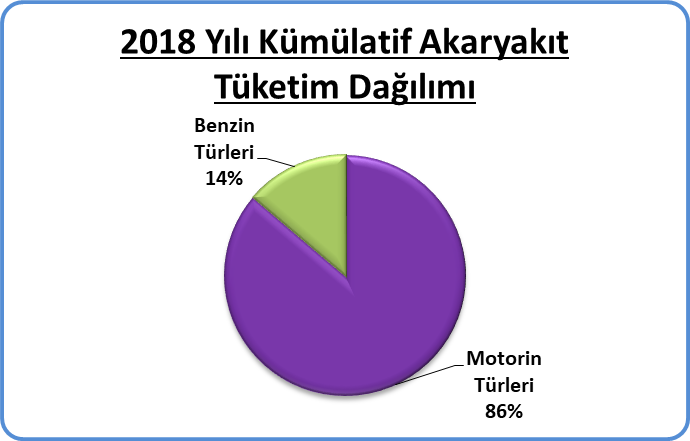 2018 Yılı Kümülatif Akaryakıt
Tüketim Dağılımı
Benzin
Türleri
14%
Motorin
Türleri
86%